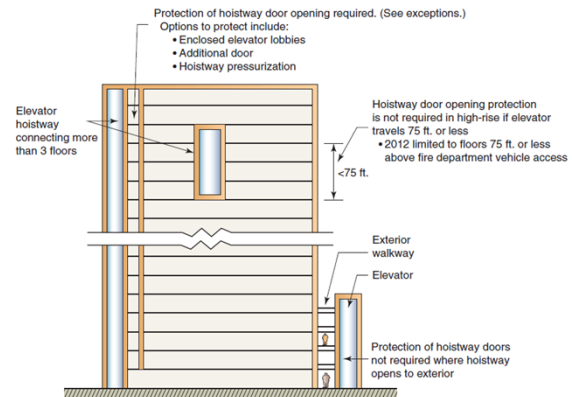 Protection of hoistway door opening required. (See exceptions.)
Options to protect include:
• Enclosed elevator lobbies
• Additional door
• Hoistway pressurization
Elevator
hoistway
connecting more
than 3 floors
Hoistway door opening protection
is not required in high-rise if elevator
travels 75 ft. or less
• 2012 limited to floors 75 ft. or less
above fire department vehicle access
<75 ft.
Exterior
walkway
Elevator
Protection of hoistway doors
not required where hoistway
opens to exterior